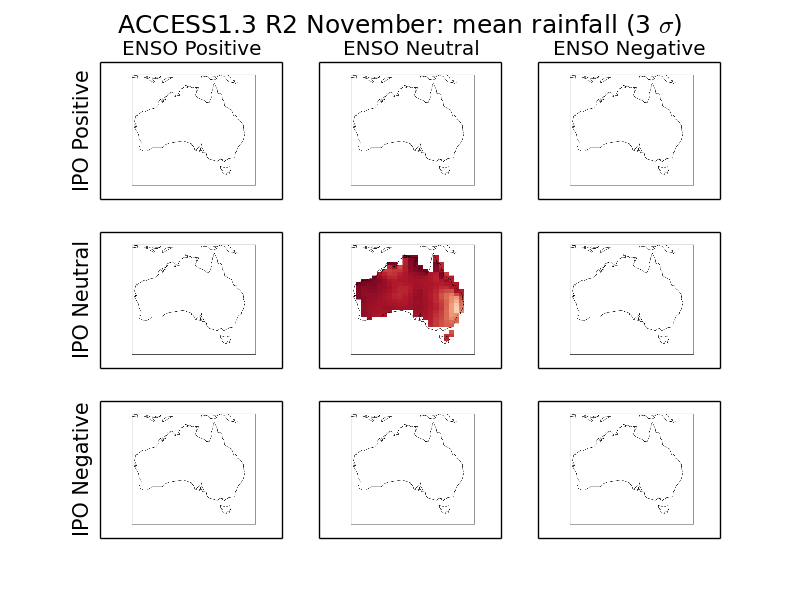 ACCESS1.3 R2 November: mean rainfall (3 σ)
ENSO Positive ENSO Neutral ENSO Negative
IPO Positive
IPO Neutral
IPO Negative